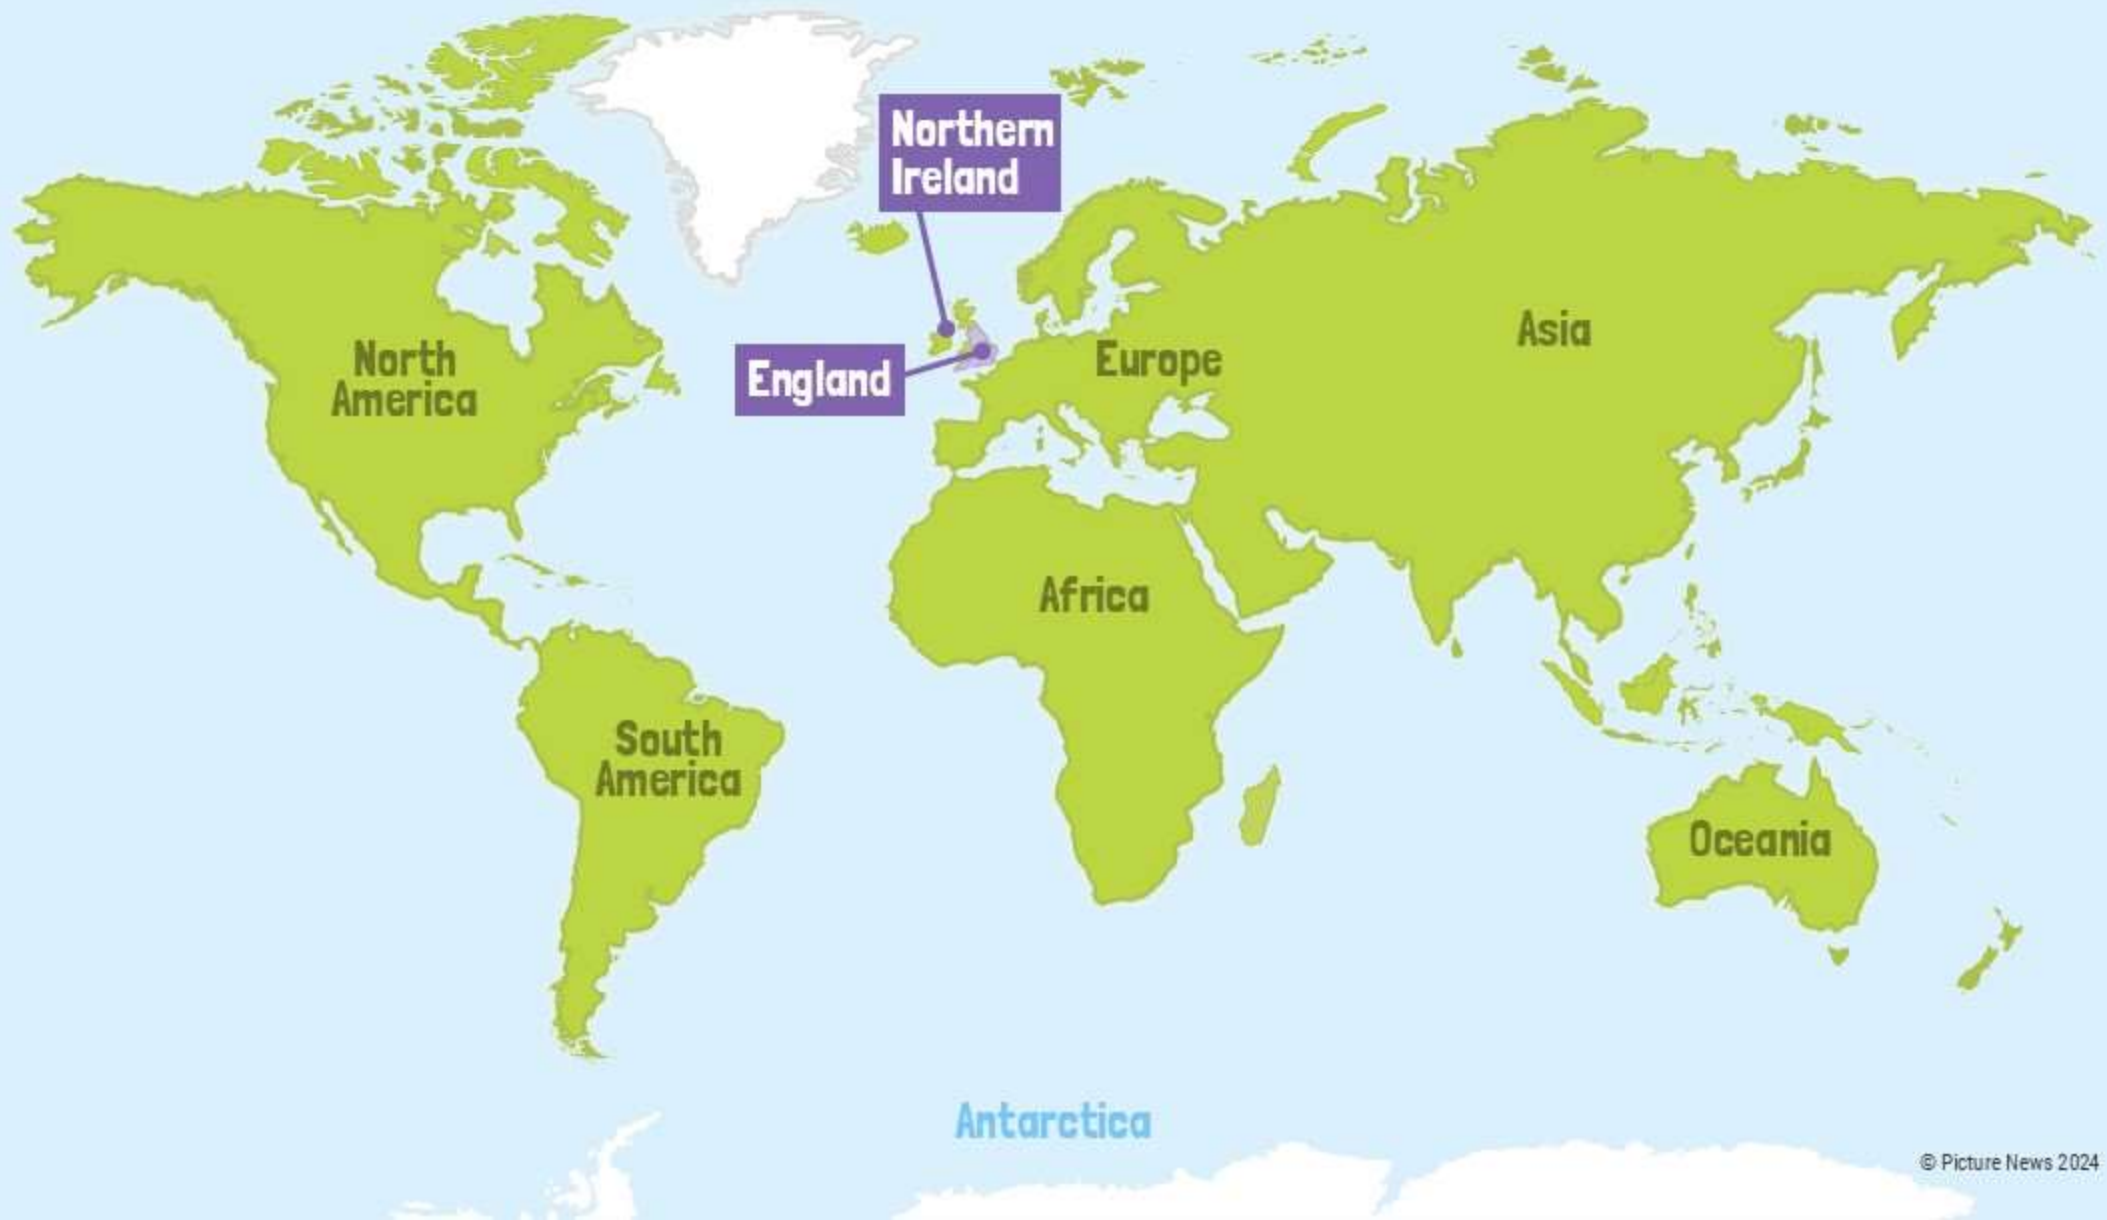 Northern
Ireland
England
North
America
Europe
Asia
Africa
South
America
Oceania
Antarctica
© Picture News 2024